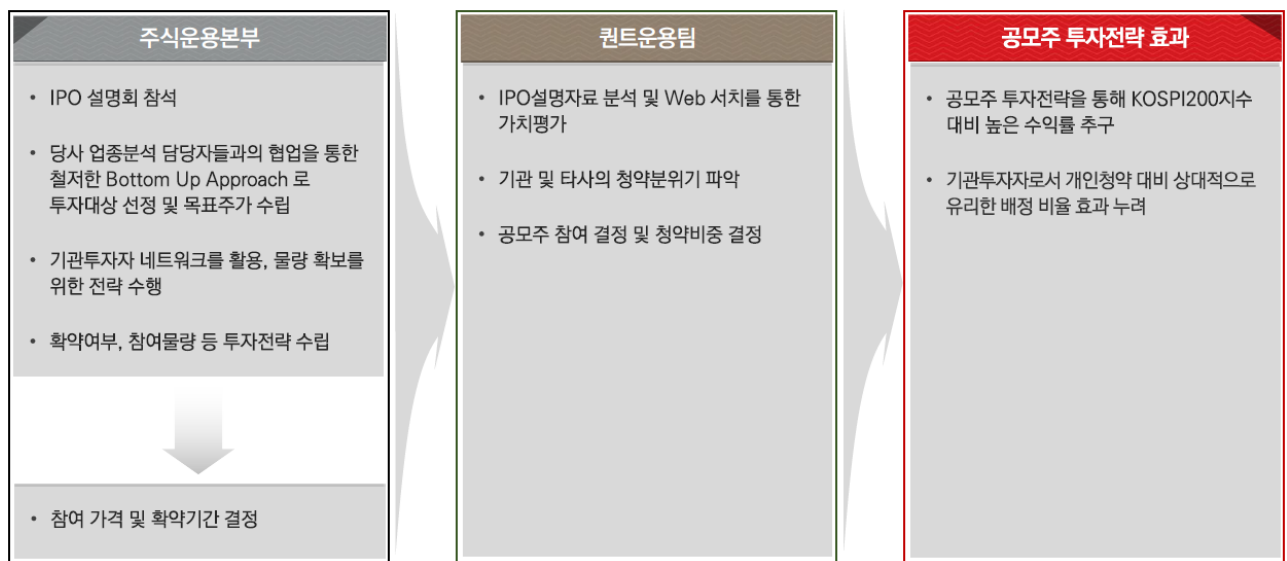 주식운용본부
• IPO 설명회 참석
• 당사 업종분석 담당자들과의 협업을 통한
철저한 Bottom Up Approach 로
투자대상 선정 및 목표주가 수립
• 기관투자자 네트워크를 활용, 물량 확보를
위한 전략 수행
• 확약여부, 참여물량 등 투자전략 수립
• 참여 가격 및 확약기간 결정
퀀트운용팀
• IPO설명자료 분석 및 Web 서치를 통한
가치평가
• 기관 및 타사의 청약분위기 파악
• 공모주 참여 결정 및 청약비중 결정
공모주 투자전략 효과
• 공모주 투자전략을 통해 KOSPI200지수
대비 높은 수익률 추구
• 기관투자자로서 개인청약 대비 상대적으로
유리한 배정 비율 효과 누려